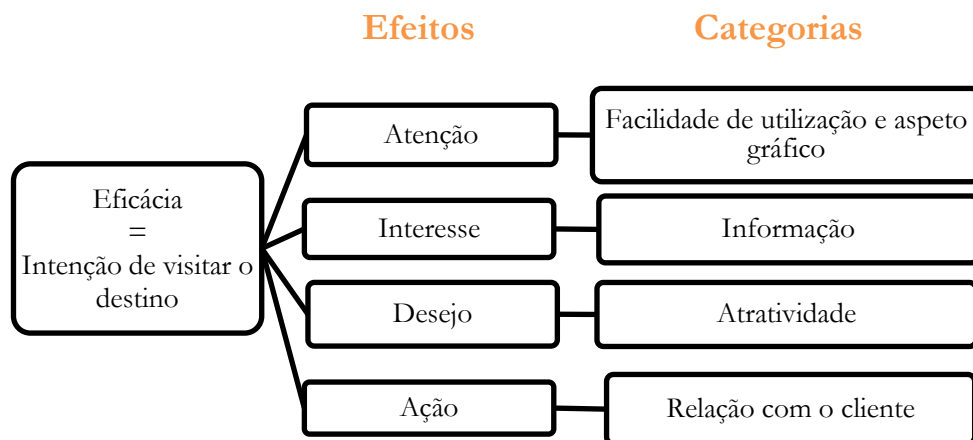 Efeitos
Categorias
Eficácia
=
Intenção de visitar o
destino
Atenção
Facilidade de utilização e aspeto
gráfico
Interesse
Informação
Desejo
Atratividade
Ação
Relação com o cliente